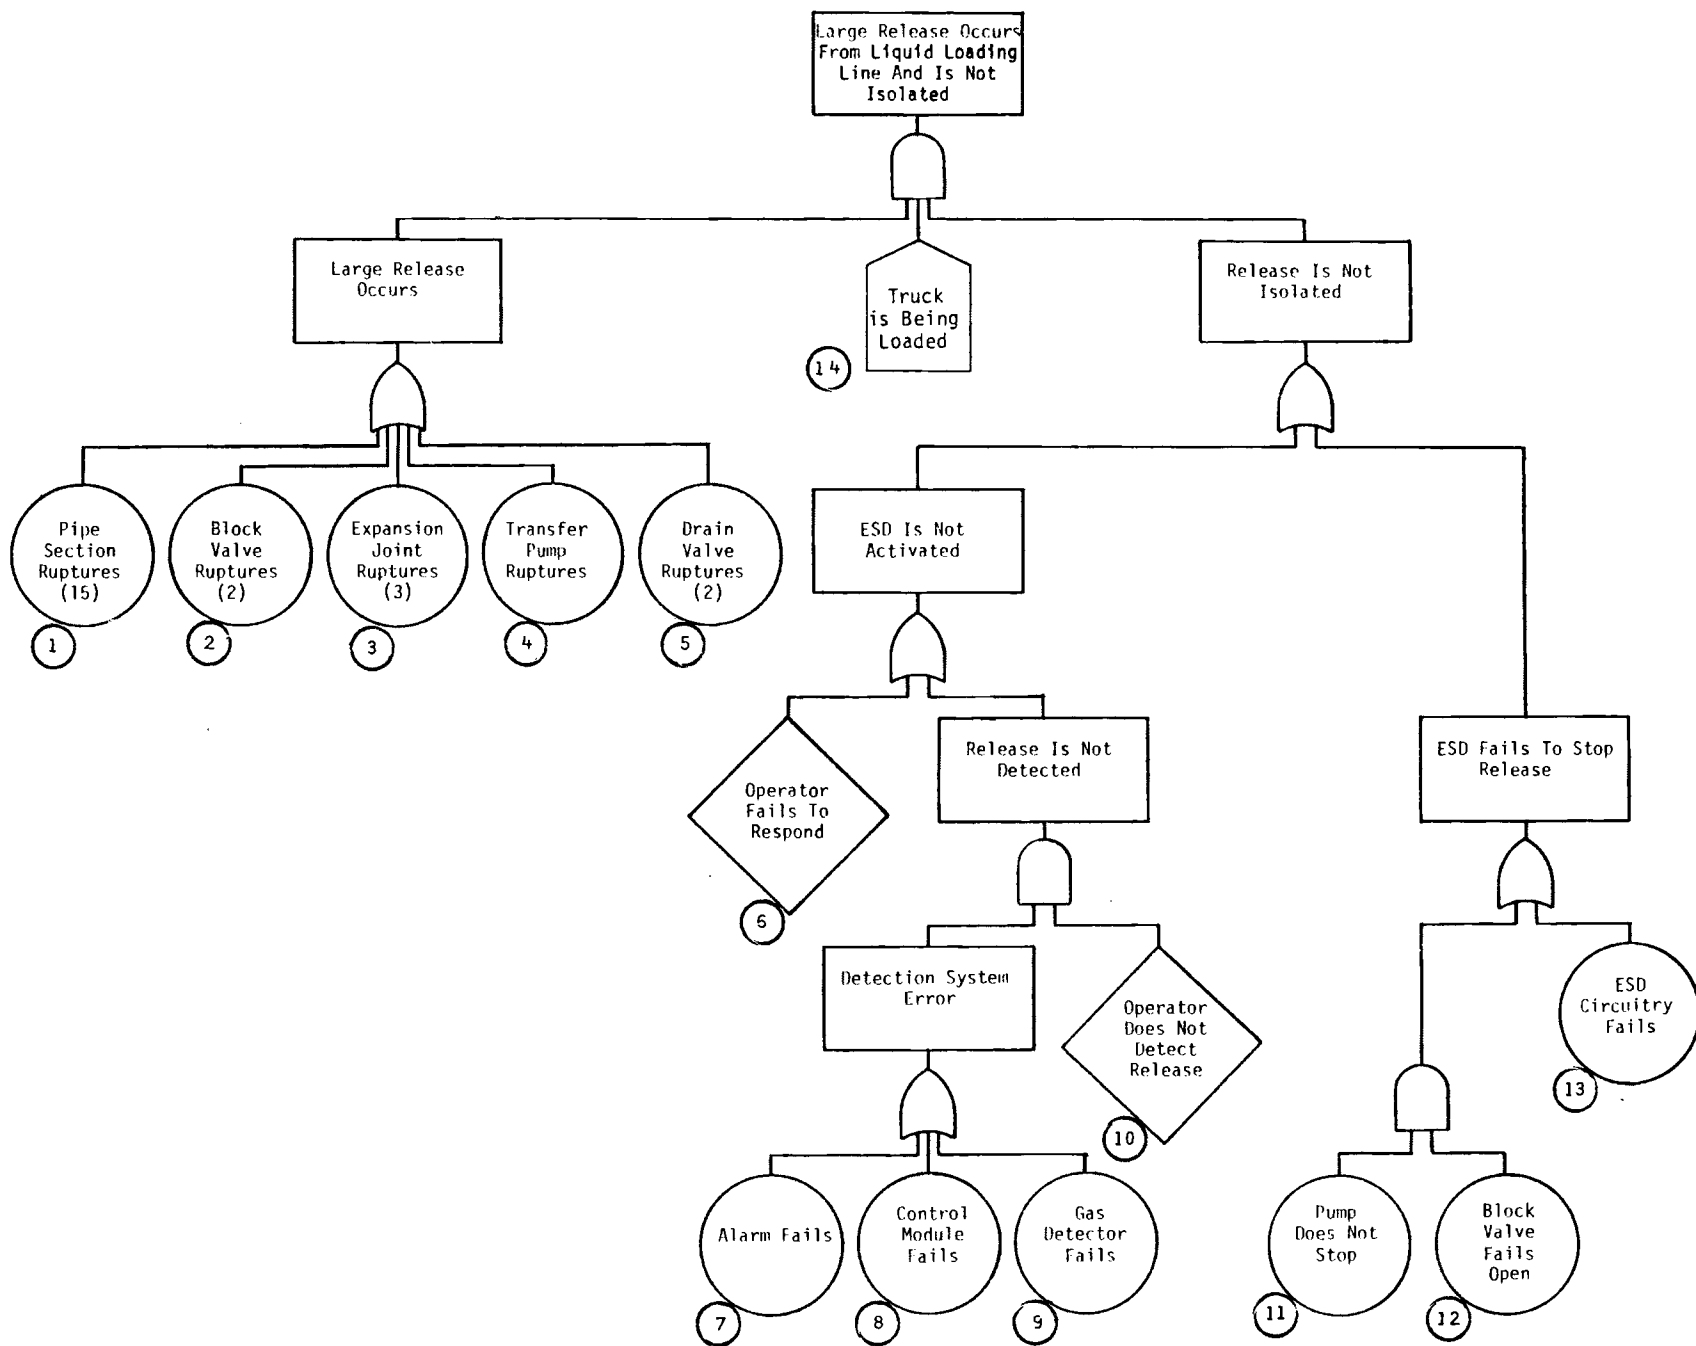 Large Release Occurs
From Liquid Loading
Line And Is Not
Isolated
Large Release
Occurs
Truck
is Being
Loaded
14
Release Is Not
Isolated
Pipe
Section
Ruptures
(15)
1
Block
Valve
Ruptures
(2)
2
Expansion
Joint
Ruptures
(3)
3
Transfer
Pump
Ruptures
4
Drain
Valve
Ruptures
(2)
5
ESD Is Not
Activated
Operator
Fails To
Respond
6
Release Is Not
Detected
ESD Fails To Stop
Release
Detection System
Error
Operator
Does Not
Detect
Release
10
ESD
Circuitry
Fails
13
Alarm Fails
7
Control
Module
Fails
8
Gas
Detector
Fails
9
Pump
Does Not
Stop
11
Block
Valve
Fails
Open
12